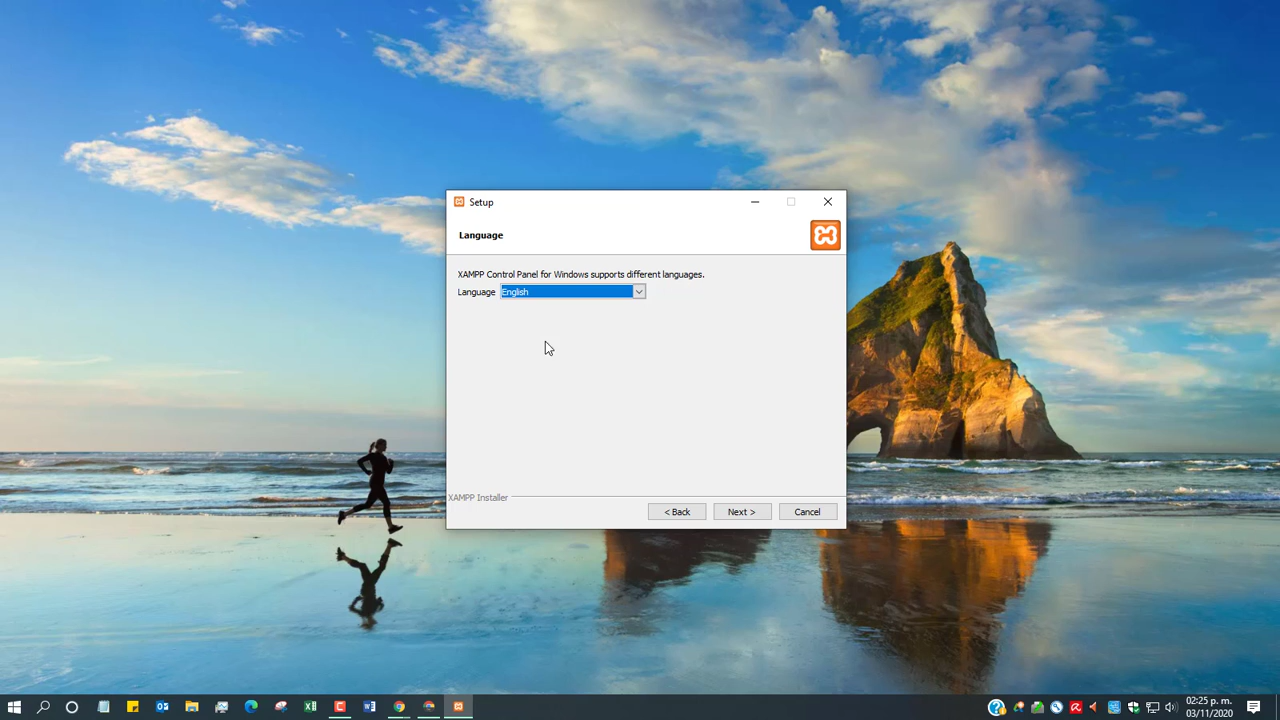 Setup
Language
XAMPP Control Panel for Windows supports different languages.
Language English
XAMPP Installer
< Back Next > Cancel
02:25 p. m.
03/11/2020